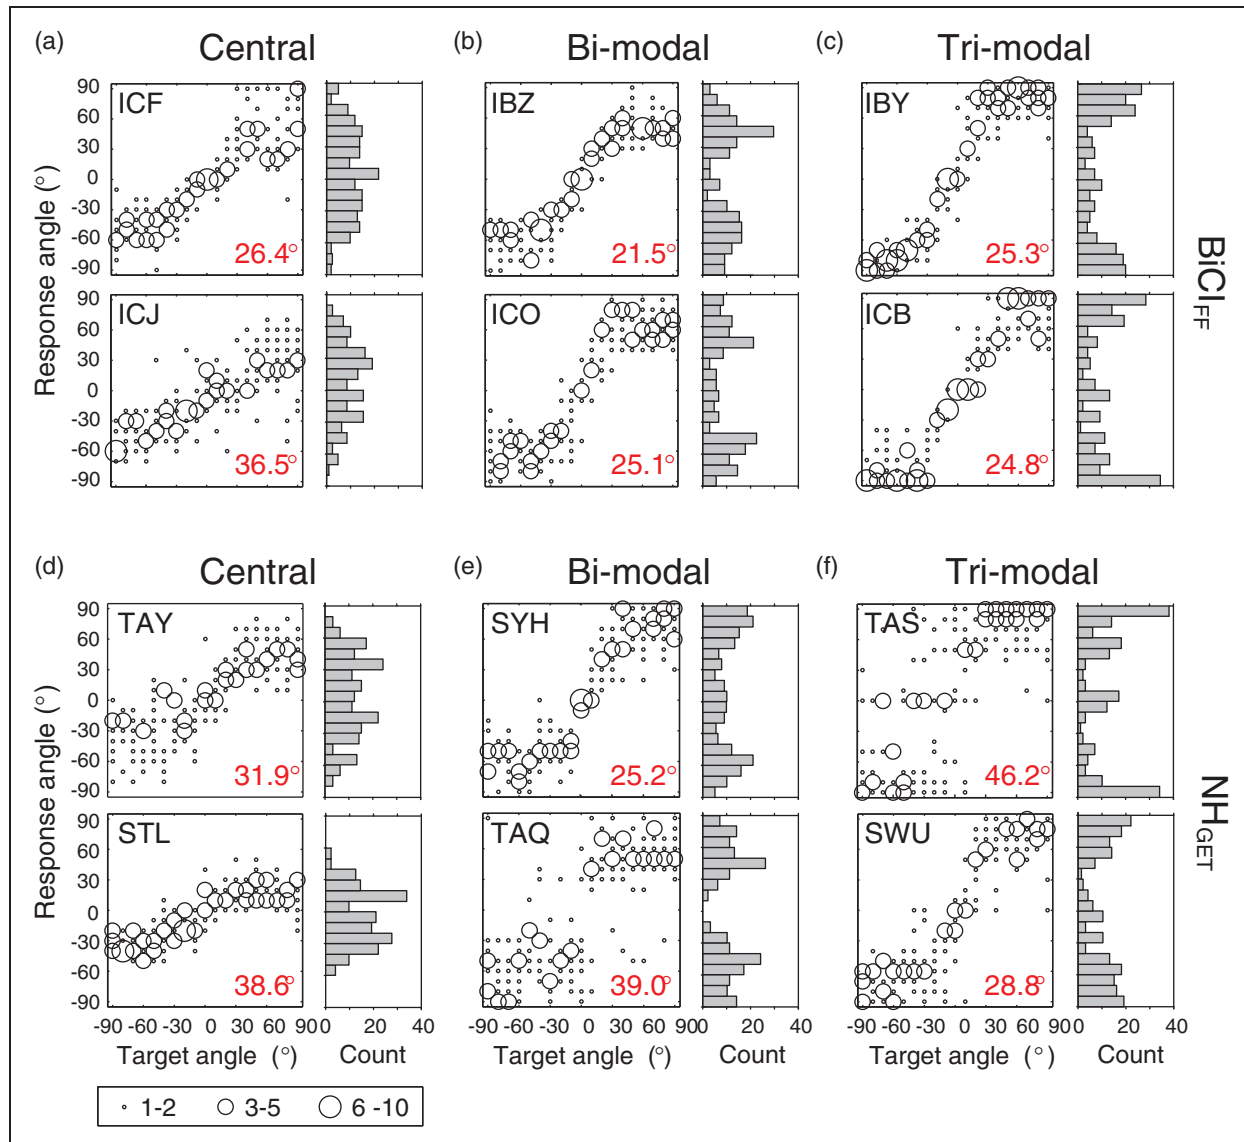 (a) Central (b) Bi-modal (c) Tri-modal
90 ICF IBZ IBY
60
30
0
-30
-60
-90
26.4° 21.5° 25.3°
Response angle (°)
BiCI_FF
90 ICJ ICO ICB
60
30
0
-30
-60
-90
36.5° 25.1° 24.8°
(d) Central (e) Bi-modal (f) Tri-modal
90 TAY SYH TAS
60
30
0
-30
-60
-90
31.9° 25.2° 46.2°
Response angle (°)
NH_GET
90 STL TAQ SWU
60
30
0
-30
-60
-90
38.6° 39.0° 28.8°
-90 -60 -30 0 30 60 90 0 20 40 -90 -60 -30 0 30 60 90 0 20 40 -90 -60 -30 0 30 60 90 0 20 40
Target angle (°) Count Target angle (°) Count Target angle (°) Count
1-2 3-5 6 -10